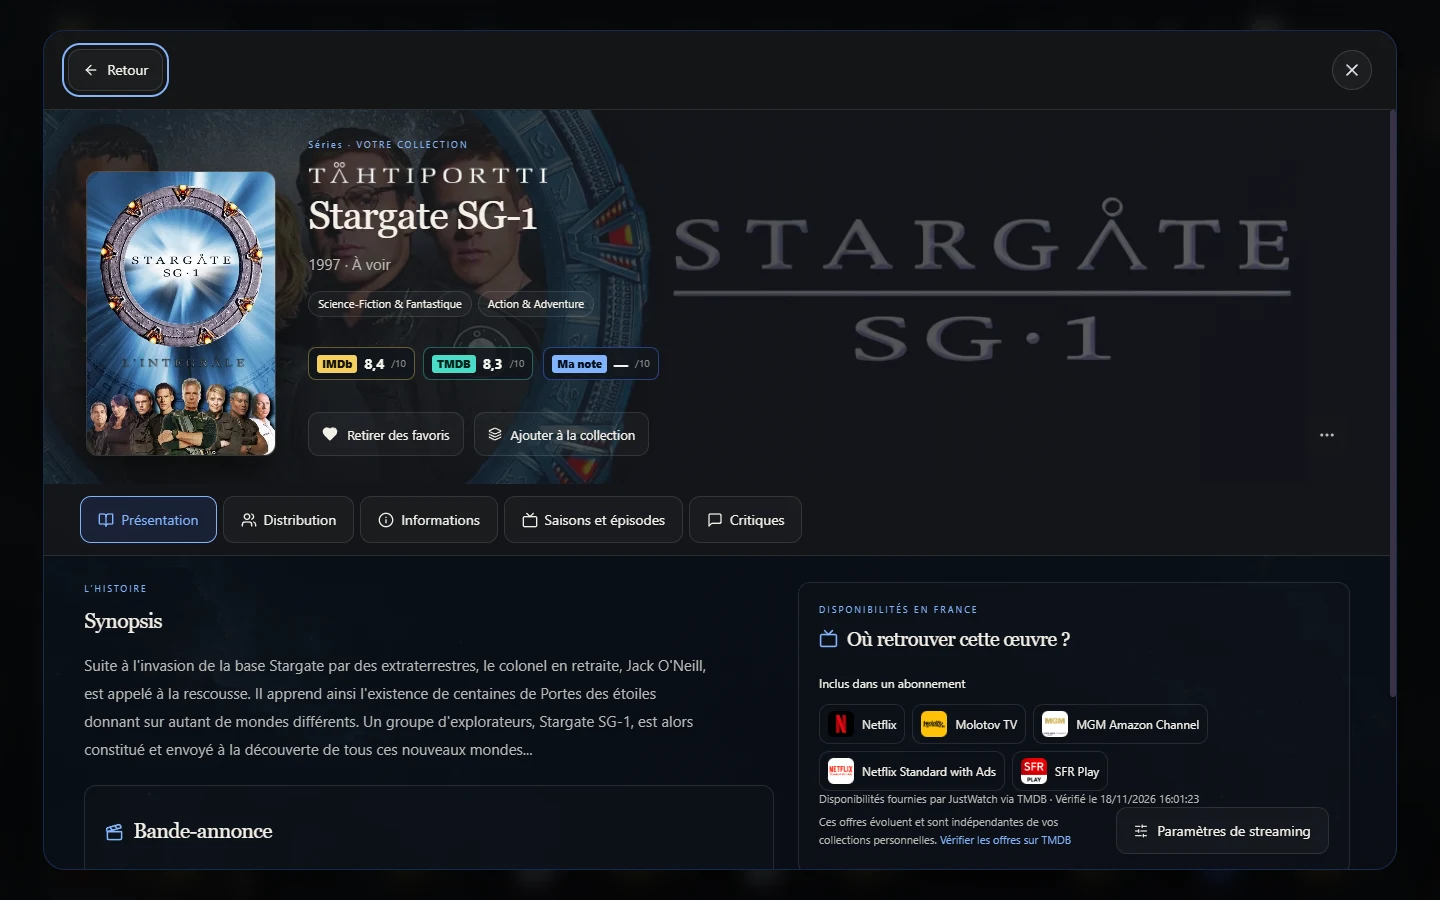 Retour
Séries · VOTRE COLLECTION
TÄHTIPORTTI
Stargate SG-1
1997 · À voir
Science-Fiction & Fantastique
Action & Adventure
IMDb 8,4 /10
TMDB 8,3 /10
Ma note — /10
Retirer des favoris
Ajouter à la collection
STARGATE
SG·1
L'INTÉGRALE
STARGATE
SG·1
Présentation
Distribution
Informations
Saisons et épisodes
Critiques
L'HISTOIRE
Synopsis
Suite à l'invasion de la base Stargate par des extraterrestres, le colonel en retraite, Jack O'Neill,
est appelé à la rescousse. Il apprend ainsi l'existence de centaines de Portes des étoiles
donnant sur autant de mondes différents. Un groupe d'explorateurs, Stargate SG-1, est alors
constitué et envoyé à la découverte de tous ces nouveaux mondes...
Bande-annonce
DISPONIBILITÉS EN FRANCE
Où retrouver cette œuvre ?
Inclus dans un abonnement
Netflix
Molotov TV
MGM Amazon Channel
NETFLIX
Netflix Standard with Ads
SFR
PLAY
SFR Play
Disponibilités fournies par JustWatch via TMDB · Vérifié le 18/11/2026 16:01:23
Ces offres évoluent et sont indépendantes de vos
collections personnelles. Vérifier les offres sur TMDB
Paramètres de streaming